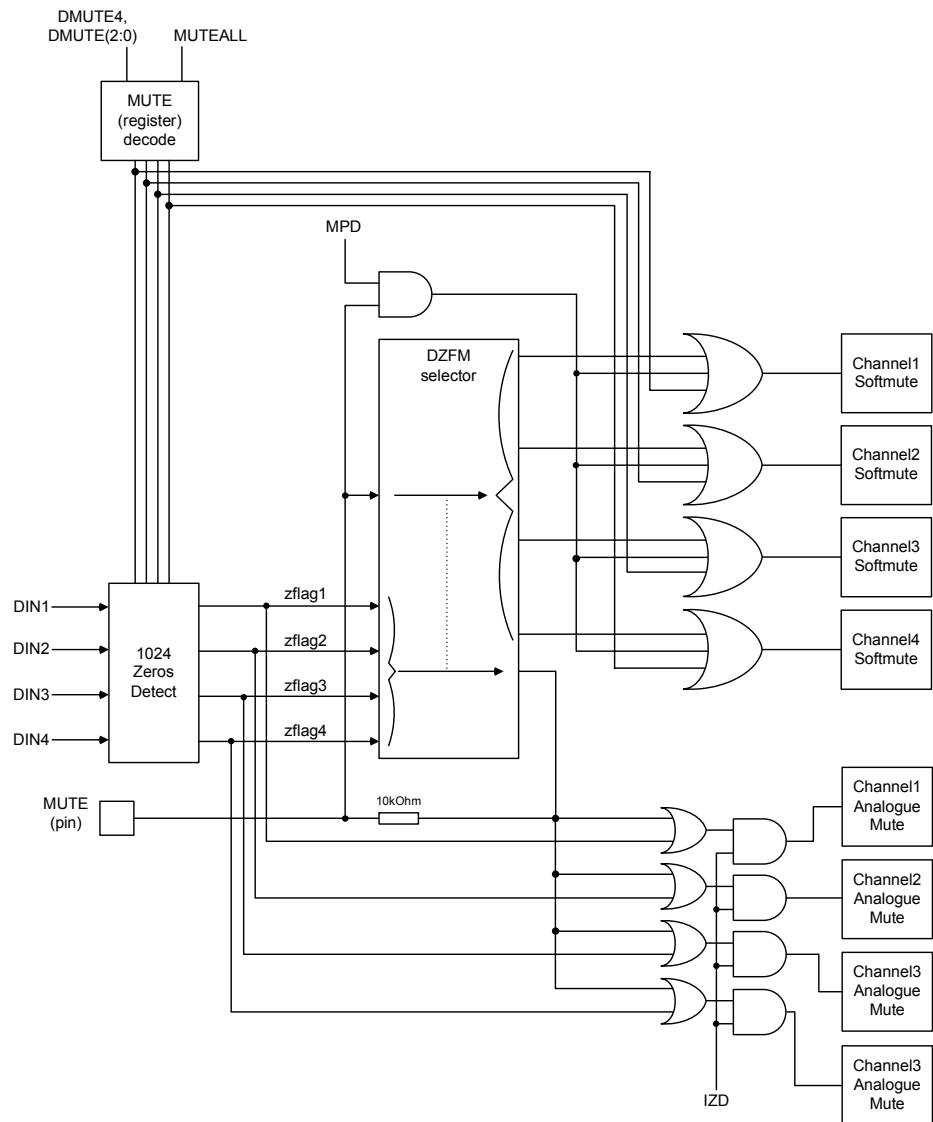 DMUTE4,
DMUTE(2:0)
MUTEALL
MUTE
(register)
decode
MPD
DZFM
selector
Channel1
Softmute
Channel2
Softmute
Channel3
Softmute
Channel4
Softmute
DIN1
DIN2
DIN3
DIN4
1024
Zeros
Detect
zflag1
zflag2
zflag3
zflag4
MUTE
(pin)
10kOhm
Channel1
Analogue
Mute
Channel2
Analogue
Mute
Channel3
Analogue
Mute
Channel3
Analogue
Mute
IZD